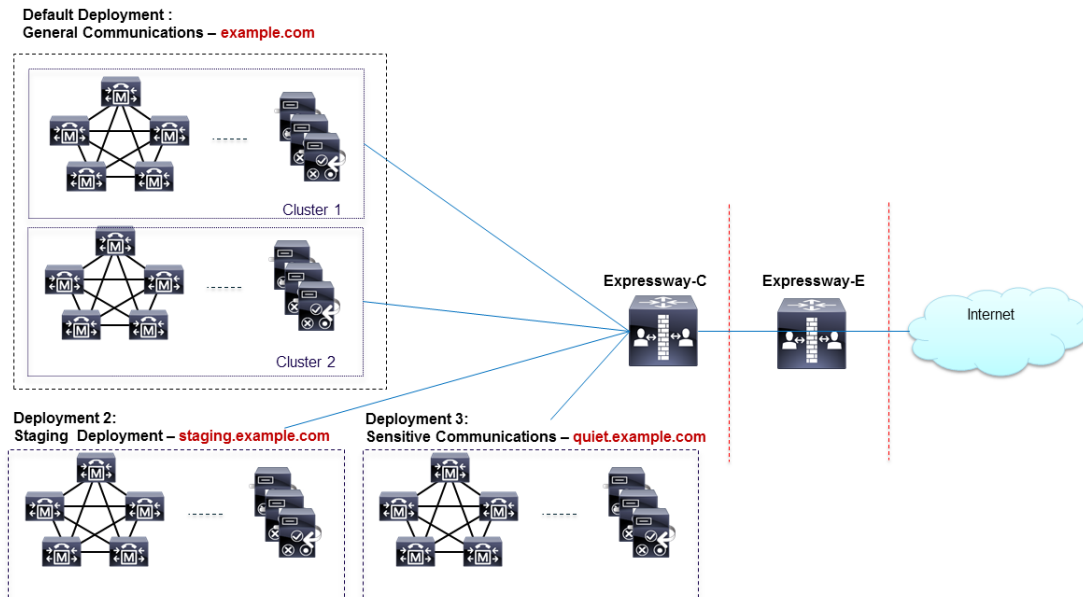 Default Deployment :
General Communications – example.com
M
M
M
M
M
Cluster 1
M
M
M
M
M
Cluster 2
Expressway-C
Expressway-E
Internet
Deployment 2:
Staging Deployment – staging.example.com
M
M
M
M
M
Deployment 3:
Sensitive Communications – quiet.example.com
M
M
M
M
M